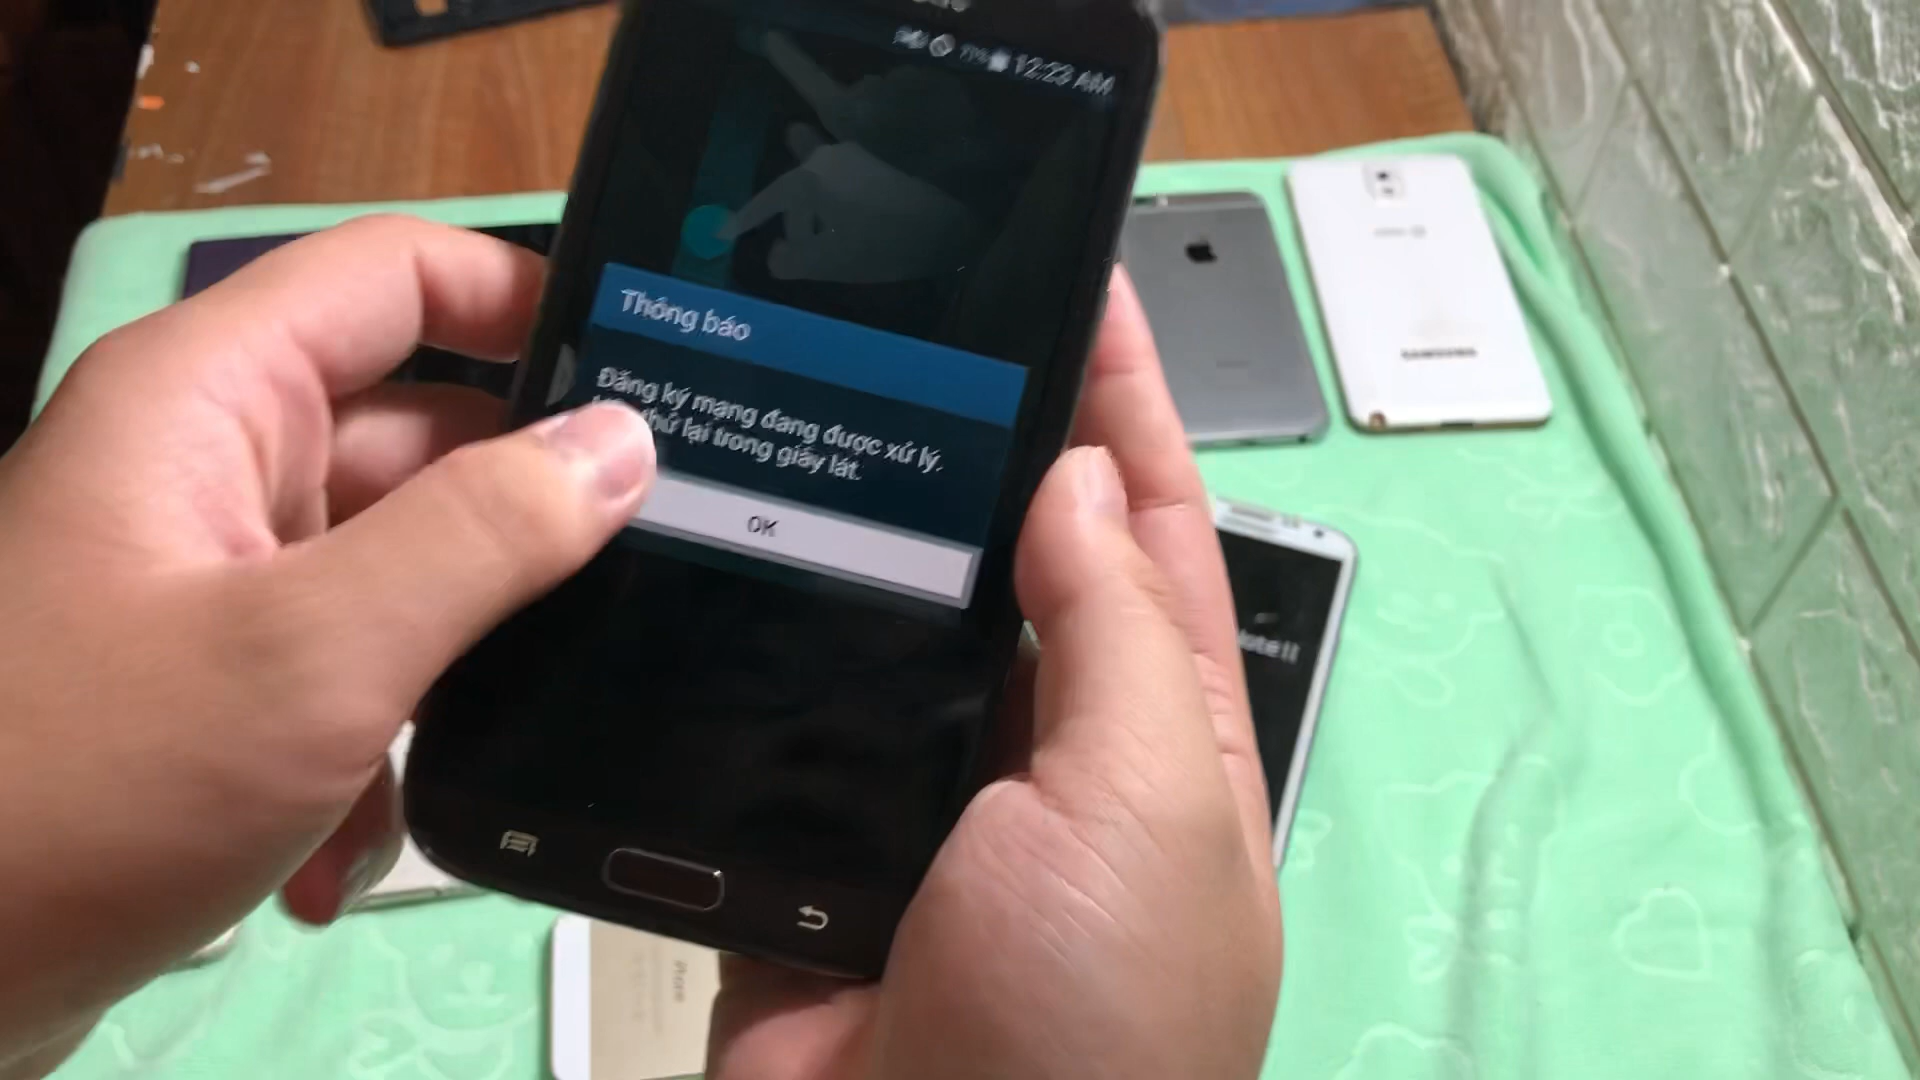 12:23 AM
Thông báo
Đăng ký mạng đang được xử lý.
thử lại trong giây lát.
OK
SAMSUNG
iPhone